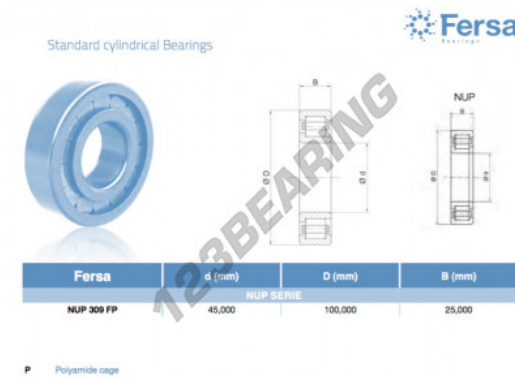 Fersa
Bearings
Standard cylindrical Bearings
B
Ø D
Ø d
NUP
B
Ø D
Ø d
123BEARING
Fersa d (mm) D (mm) B (mm)
NUP SERIE
NUP 309 FP 45,000 100,000 25,000
P Polyamide cage